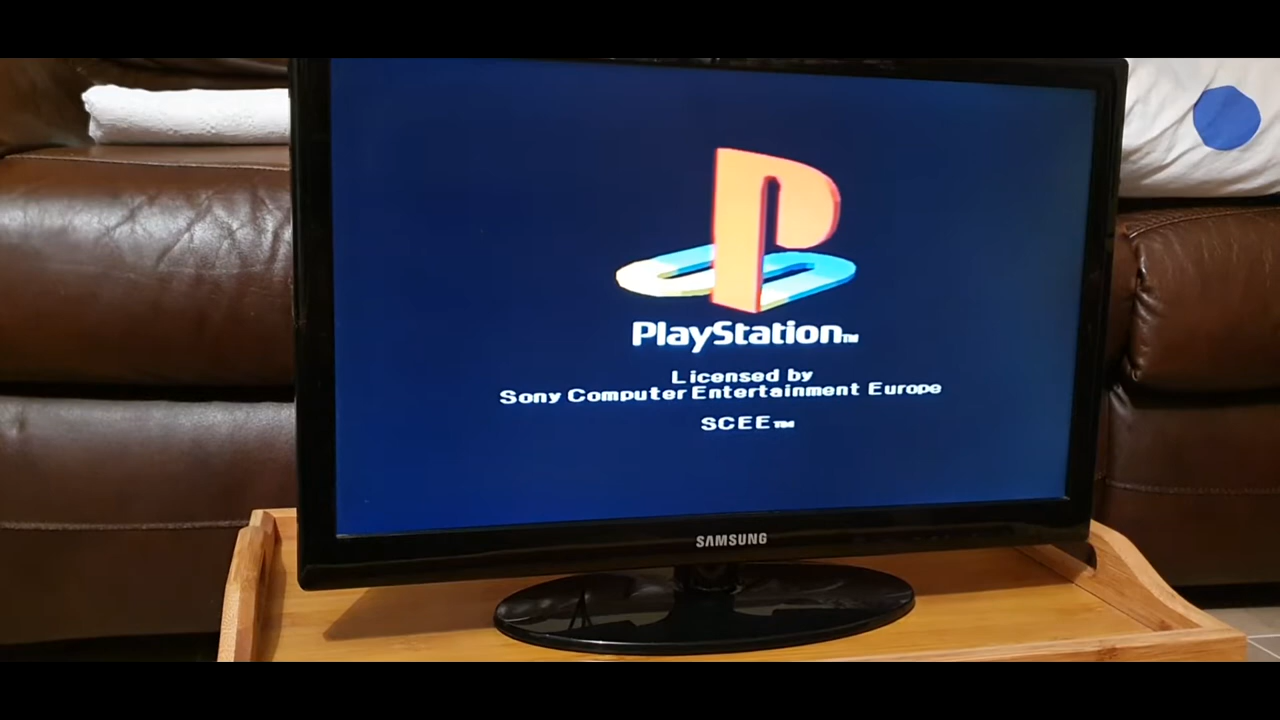 PlayStation™
Licensed by
Sony Computer Entertainment Europe
SCEE™
SAMSUNG